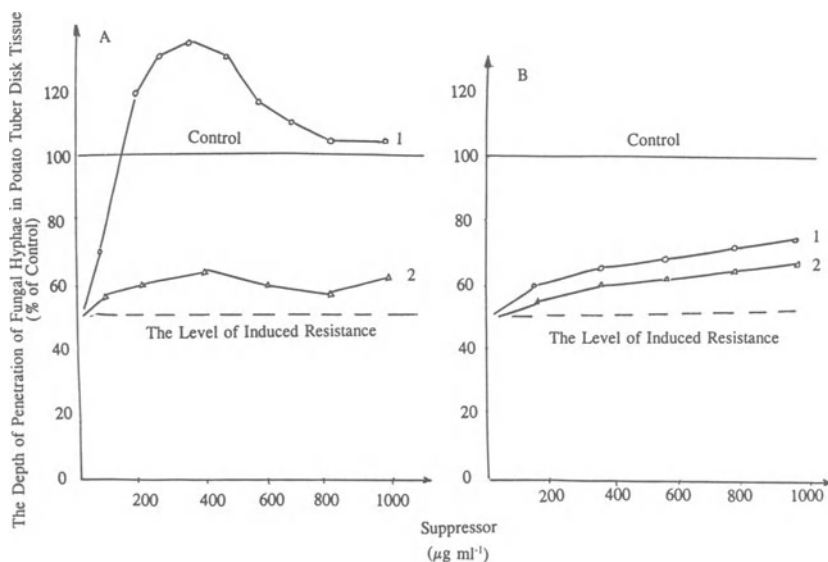 The Depth of Penetration of Fungal Hyphae in Potato Tuber Disk Tissue
(% of Control)
A
120
100
80
60
40
20
0
Control
1
2
The Level of Induced Resistance
200
400
600
800
1000
B
120
100
80
60
40
20
0
Control
1
2
The Level of Induced Resistance
200
400
600
800
1000
Suppressor
(µg ml⁻¹)